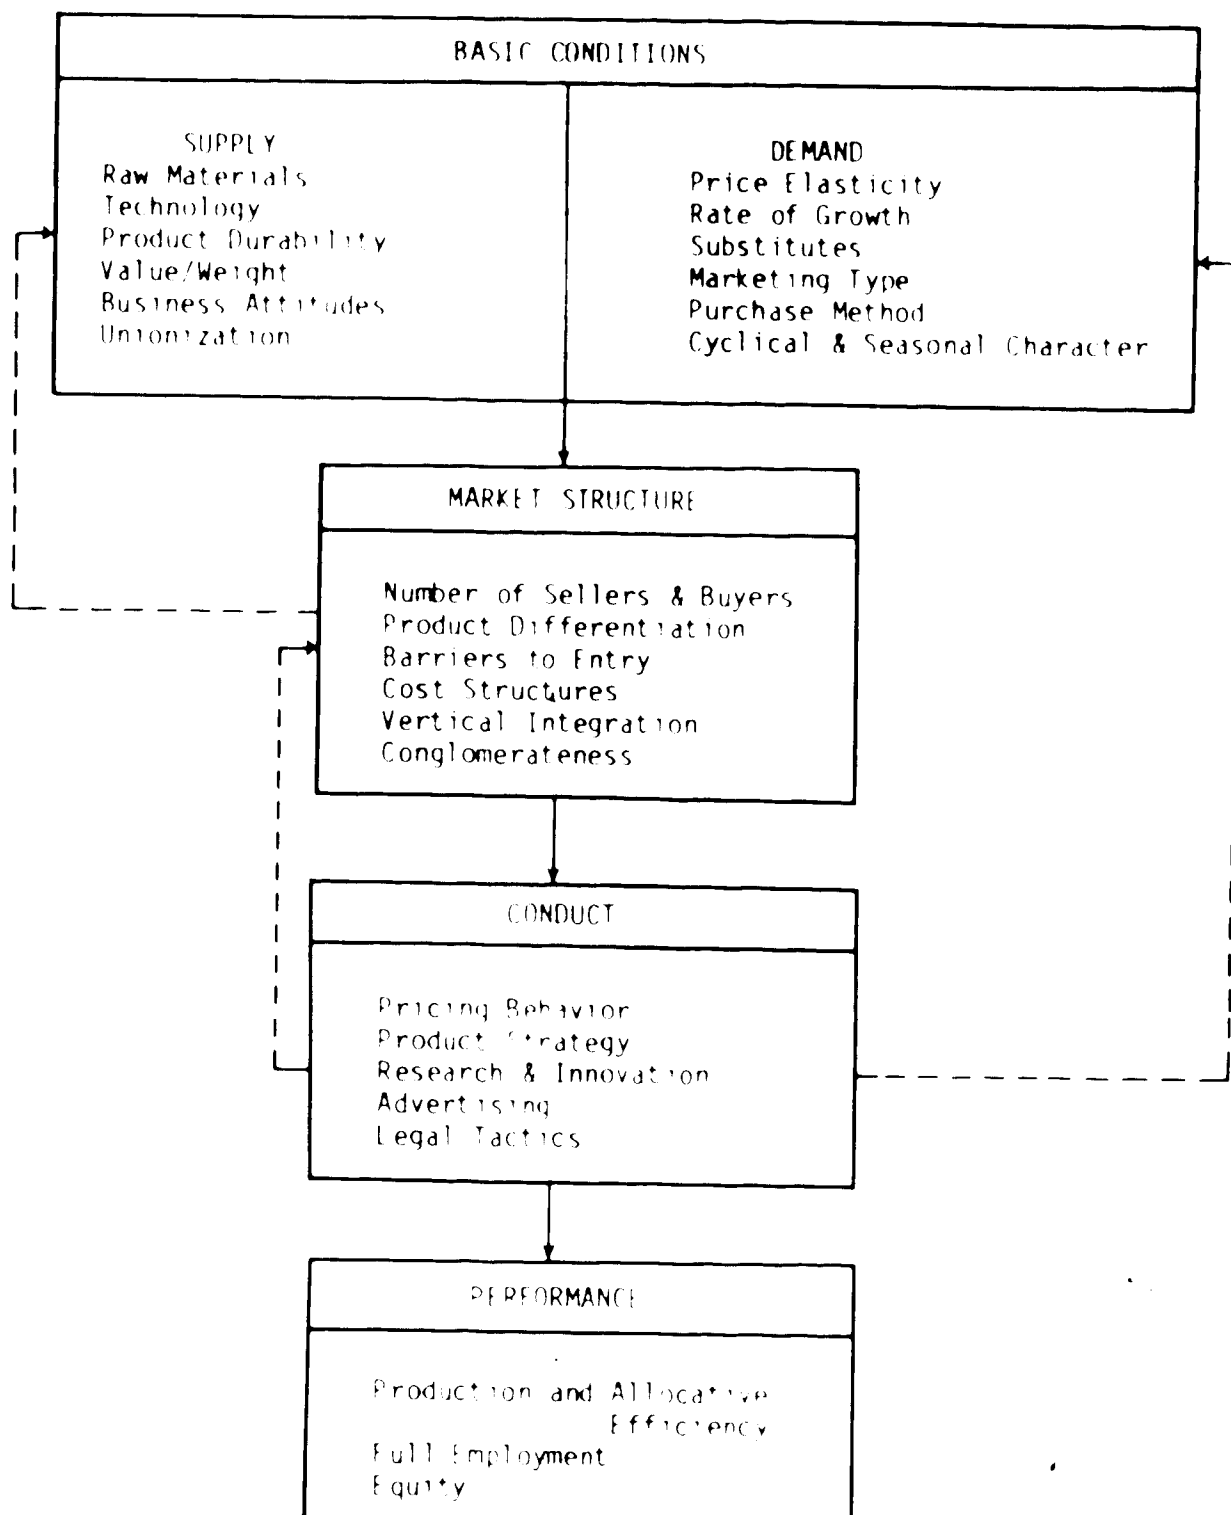 BASIC CONDITIONS
SUPPLY
Raw Materials
Technology
Product Durability
Value/Weight
Business Attitudes
Unionization
DEMAND
Price Elasticity
Rate of Growth
Substitutes
Marketing Type
Purchase Method
Cyclical & Seasonal Character
MARKET STRUCTURE
Number of Sellers & Buyers
Product Differentiation
Barriers to Entry
Cost Structures
Vertical Integration
Conglomerateness
CONDUCT
Pricing Behavior
Product Strategy
Research & Innovation
Advertising
Legal Tactics
PERFORMANCE
Production and Allocative
Efficiency
Full Employment
Equity